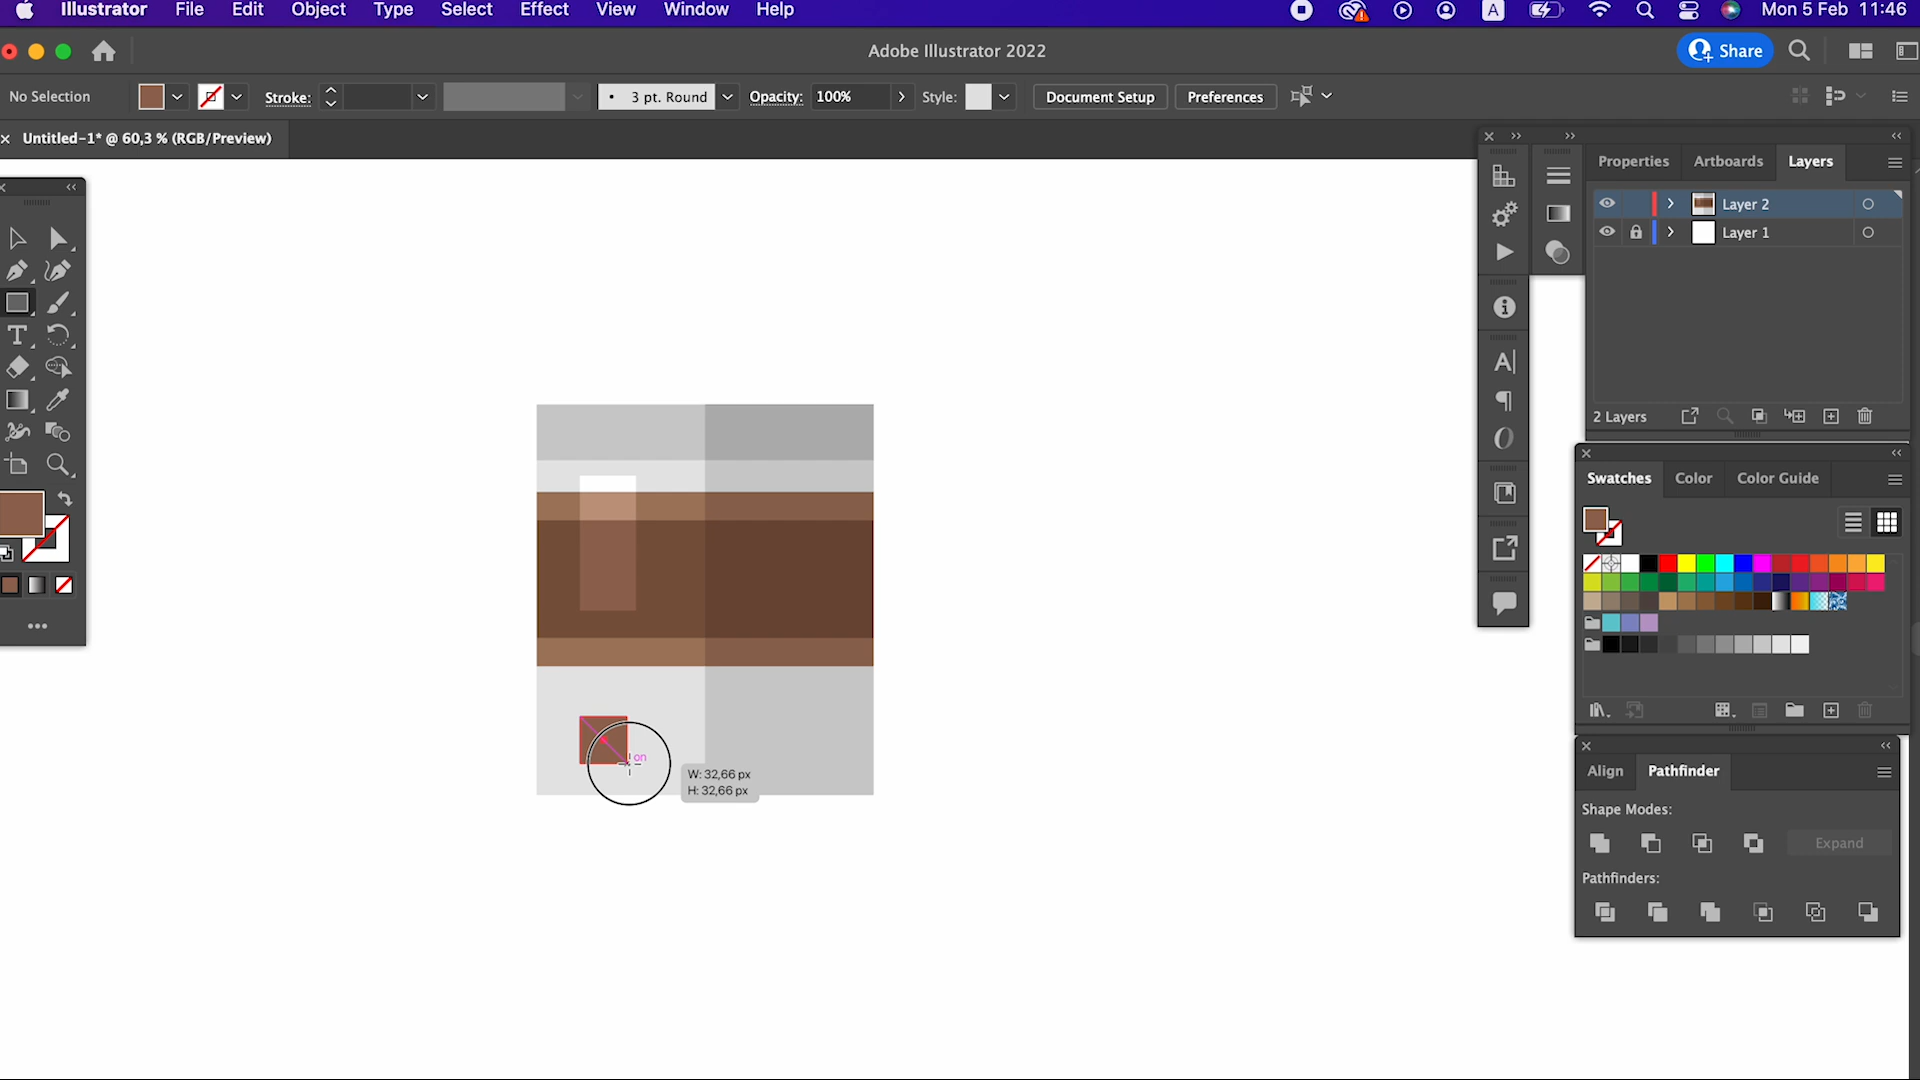 Illustrator File Edit Object Type Select Effect View Window Help A Mon 5 Feb 11:46
Adobe Illustrator 2022
Share
No Selection
Stroke:
3 pt. Round
Opacity: 100%
Style:
Document Setup
Preferences
Untitled-1* @ 60,3 % (RGB/Preview)
Properties Artboards Layers
Layer 2
Layer 1
2 Layers
Swatches Color Color Guide
on
W: 32,66 px
H: 32,66 px
Align Pathfinder
Shape Modes:
Expand
Pathfinders: